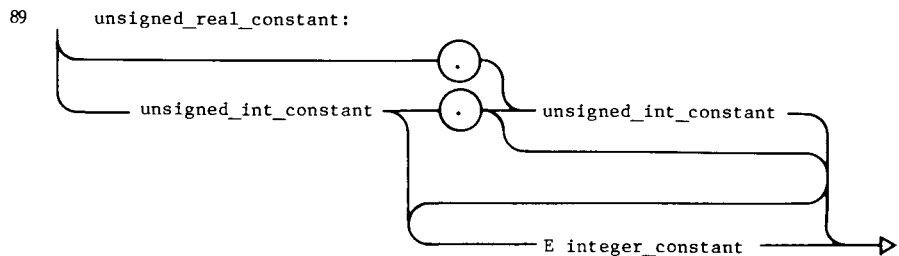 89 unsigned_real_constant:
.
unsigned_int_constant . unsigned_int_constant
E integer_constant